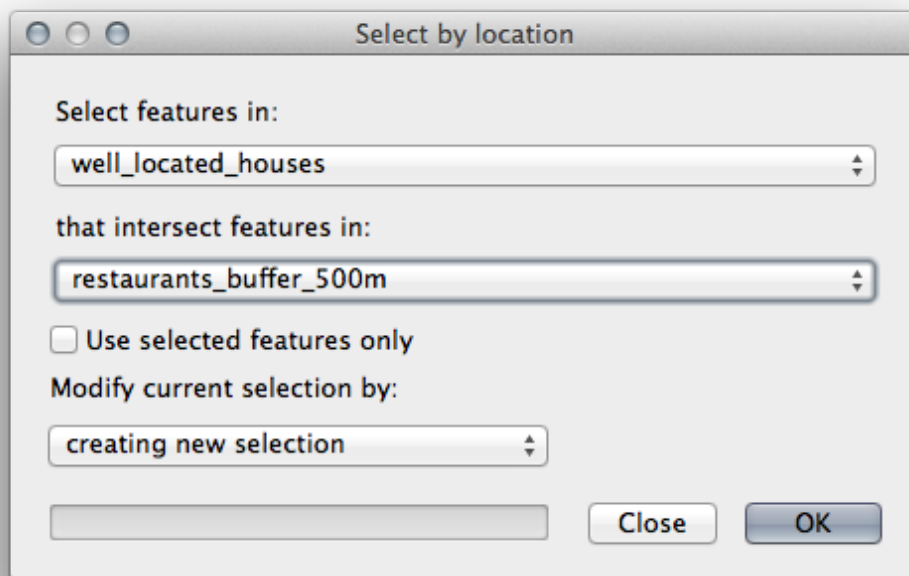 Select by location
Select features in:
well_located_houses
that intersect features in:
restaurants_buffer_500m
Use selected features only
Modify current selection by:
creating new selection
Close OK